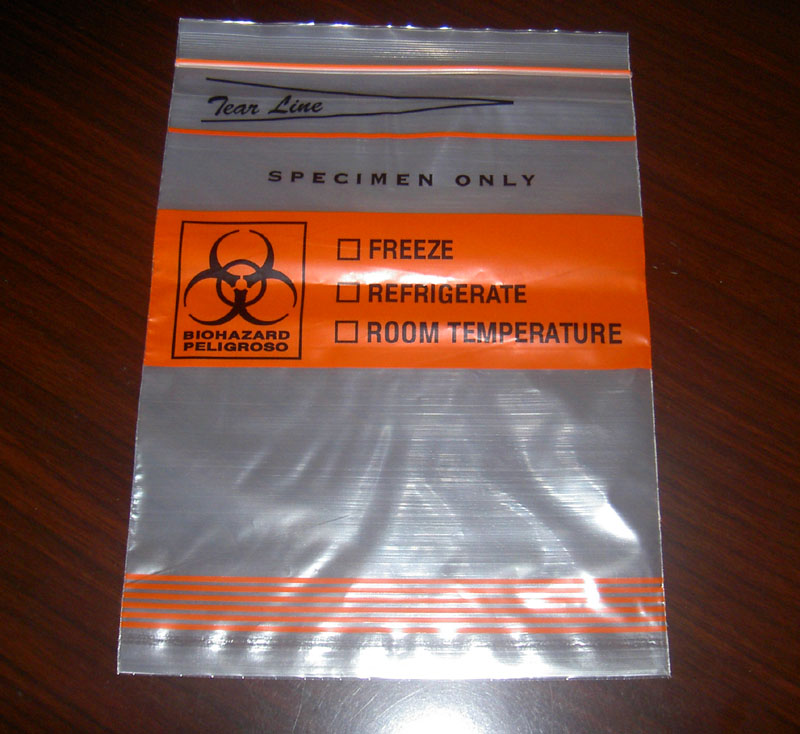 Tear Line
SPECIMEN ONLY
FREEZE
REFRIGERATE
ROOM TEMPERATURE
BIOHAZARD
PELIGROSO